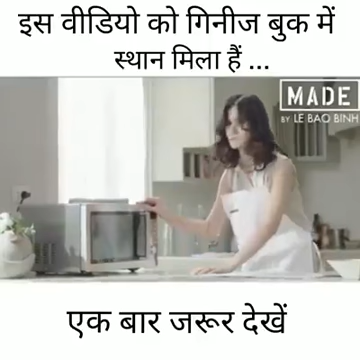 इस वीडियो को गिनीज बुक में
स्थान मिला हैं ...
MADE
BY LE BAO BINH
एक बार जरूर देखें